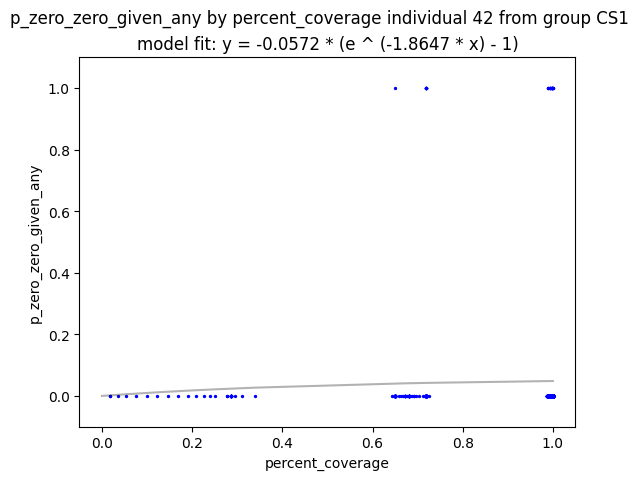 p_zero_zero_given_any by percent_coverage individual 42 from group CS1
model fit: y = -0.0572 * (e ^ (-1.8647 * x) - 1)
p_zero_zero_given_any
1.0
0.8
0.6
0.4
0.2
0.0
0.0 0.2 0.4 0.6 0.8 1.0
percent_coverage